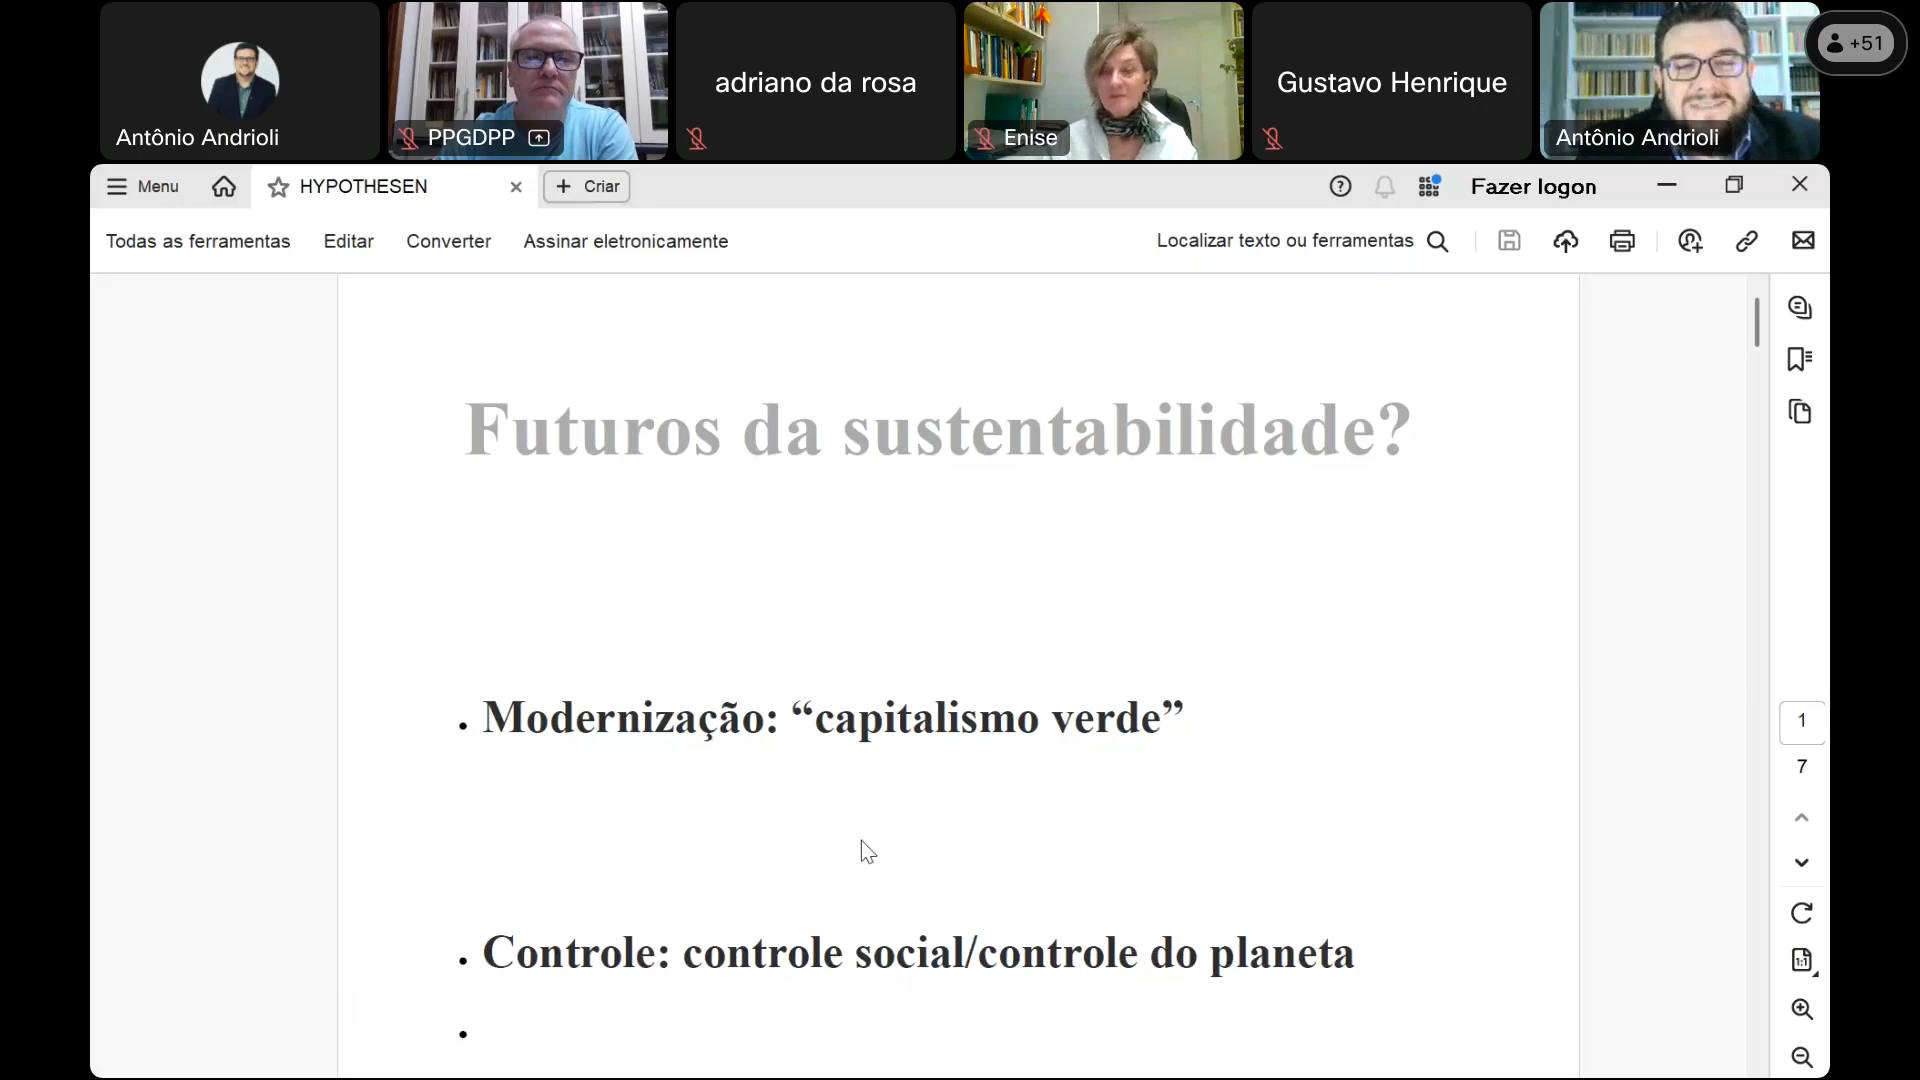 Antônio Andrioli
PPGDPP
adriano da rosa
Enise
Gustavo Henrique
Antônio Andrioli
+51
Menu
HYPOTHESEN
Criar
Fazer logon
Todas as ferramentas
Editar
Converter
Assinar eletronicamente
Localizar texto ou ferramentas
Futuros da sustentabilidade?
• Modernização: “capitalismo verde”
• Controle: controle social/controle do planeta
•
1
7
1:1